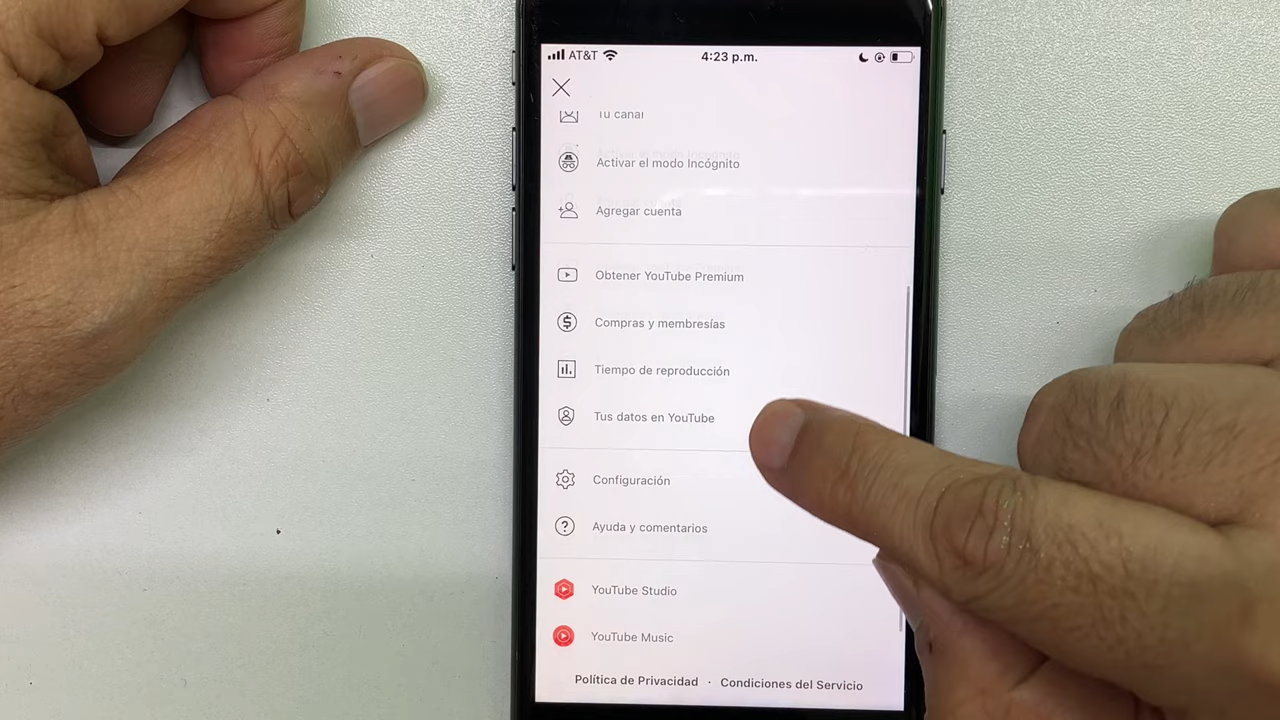 AT&T 4:23 p.m.
Tu canal
Activar el modo Incógnito
Agregar cuenta
Obtener YouTube Premium
Compras y membresías
Tiempo de reproducción
Tus datos en YouTube
Configuración
Ayuda y comentarios
YouTube Studio
YouTube Music
Política de Privacidad · Condiciones del Servicio